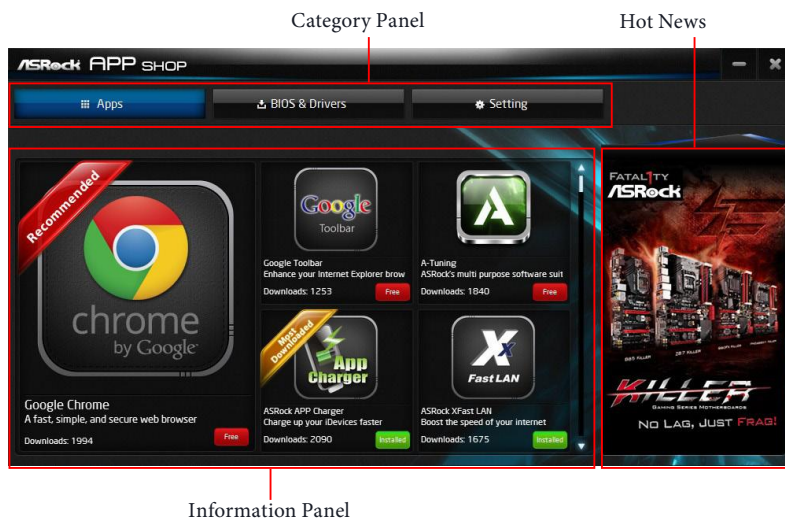 Category Panel
Hot News
ASRock APP SHOP
Apps
BIOS & Drivers
Setting
Recommended
chrome
by Google
Google Chrome
A fast, simple, and secure web browser
Downloads: 1994
Free
Google
Toolbar
Google Toolbar
Enhance your Internet Explorer brow
Downloads: 1253
Free
A-Tuning
ASRock's multi purpose software suit
Downloads: 1840
Free
Most
Downloaded
App
Charger
ASRock APP Charger
Charge up your iDevices faster
Downloads: 2090
Installed
X
Fast LAN
ASRock XFast LAN
Boost the speed of your internet
Downloads: 1675
Installed
FATAL1TY
ASRock
B85 KILLER
Z87 KILLER
KILLER
GAMING SERIES MOTHERBOARDS
NO LAG, JUST FRAG!
Information Panel